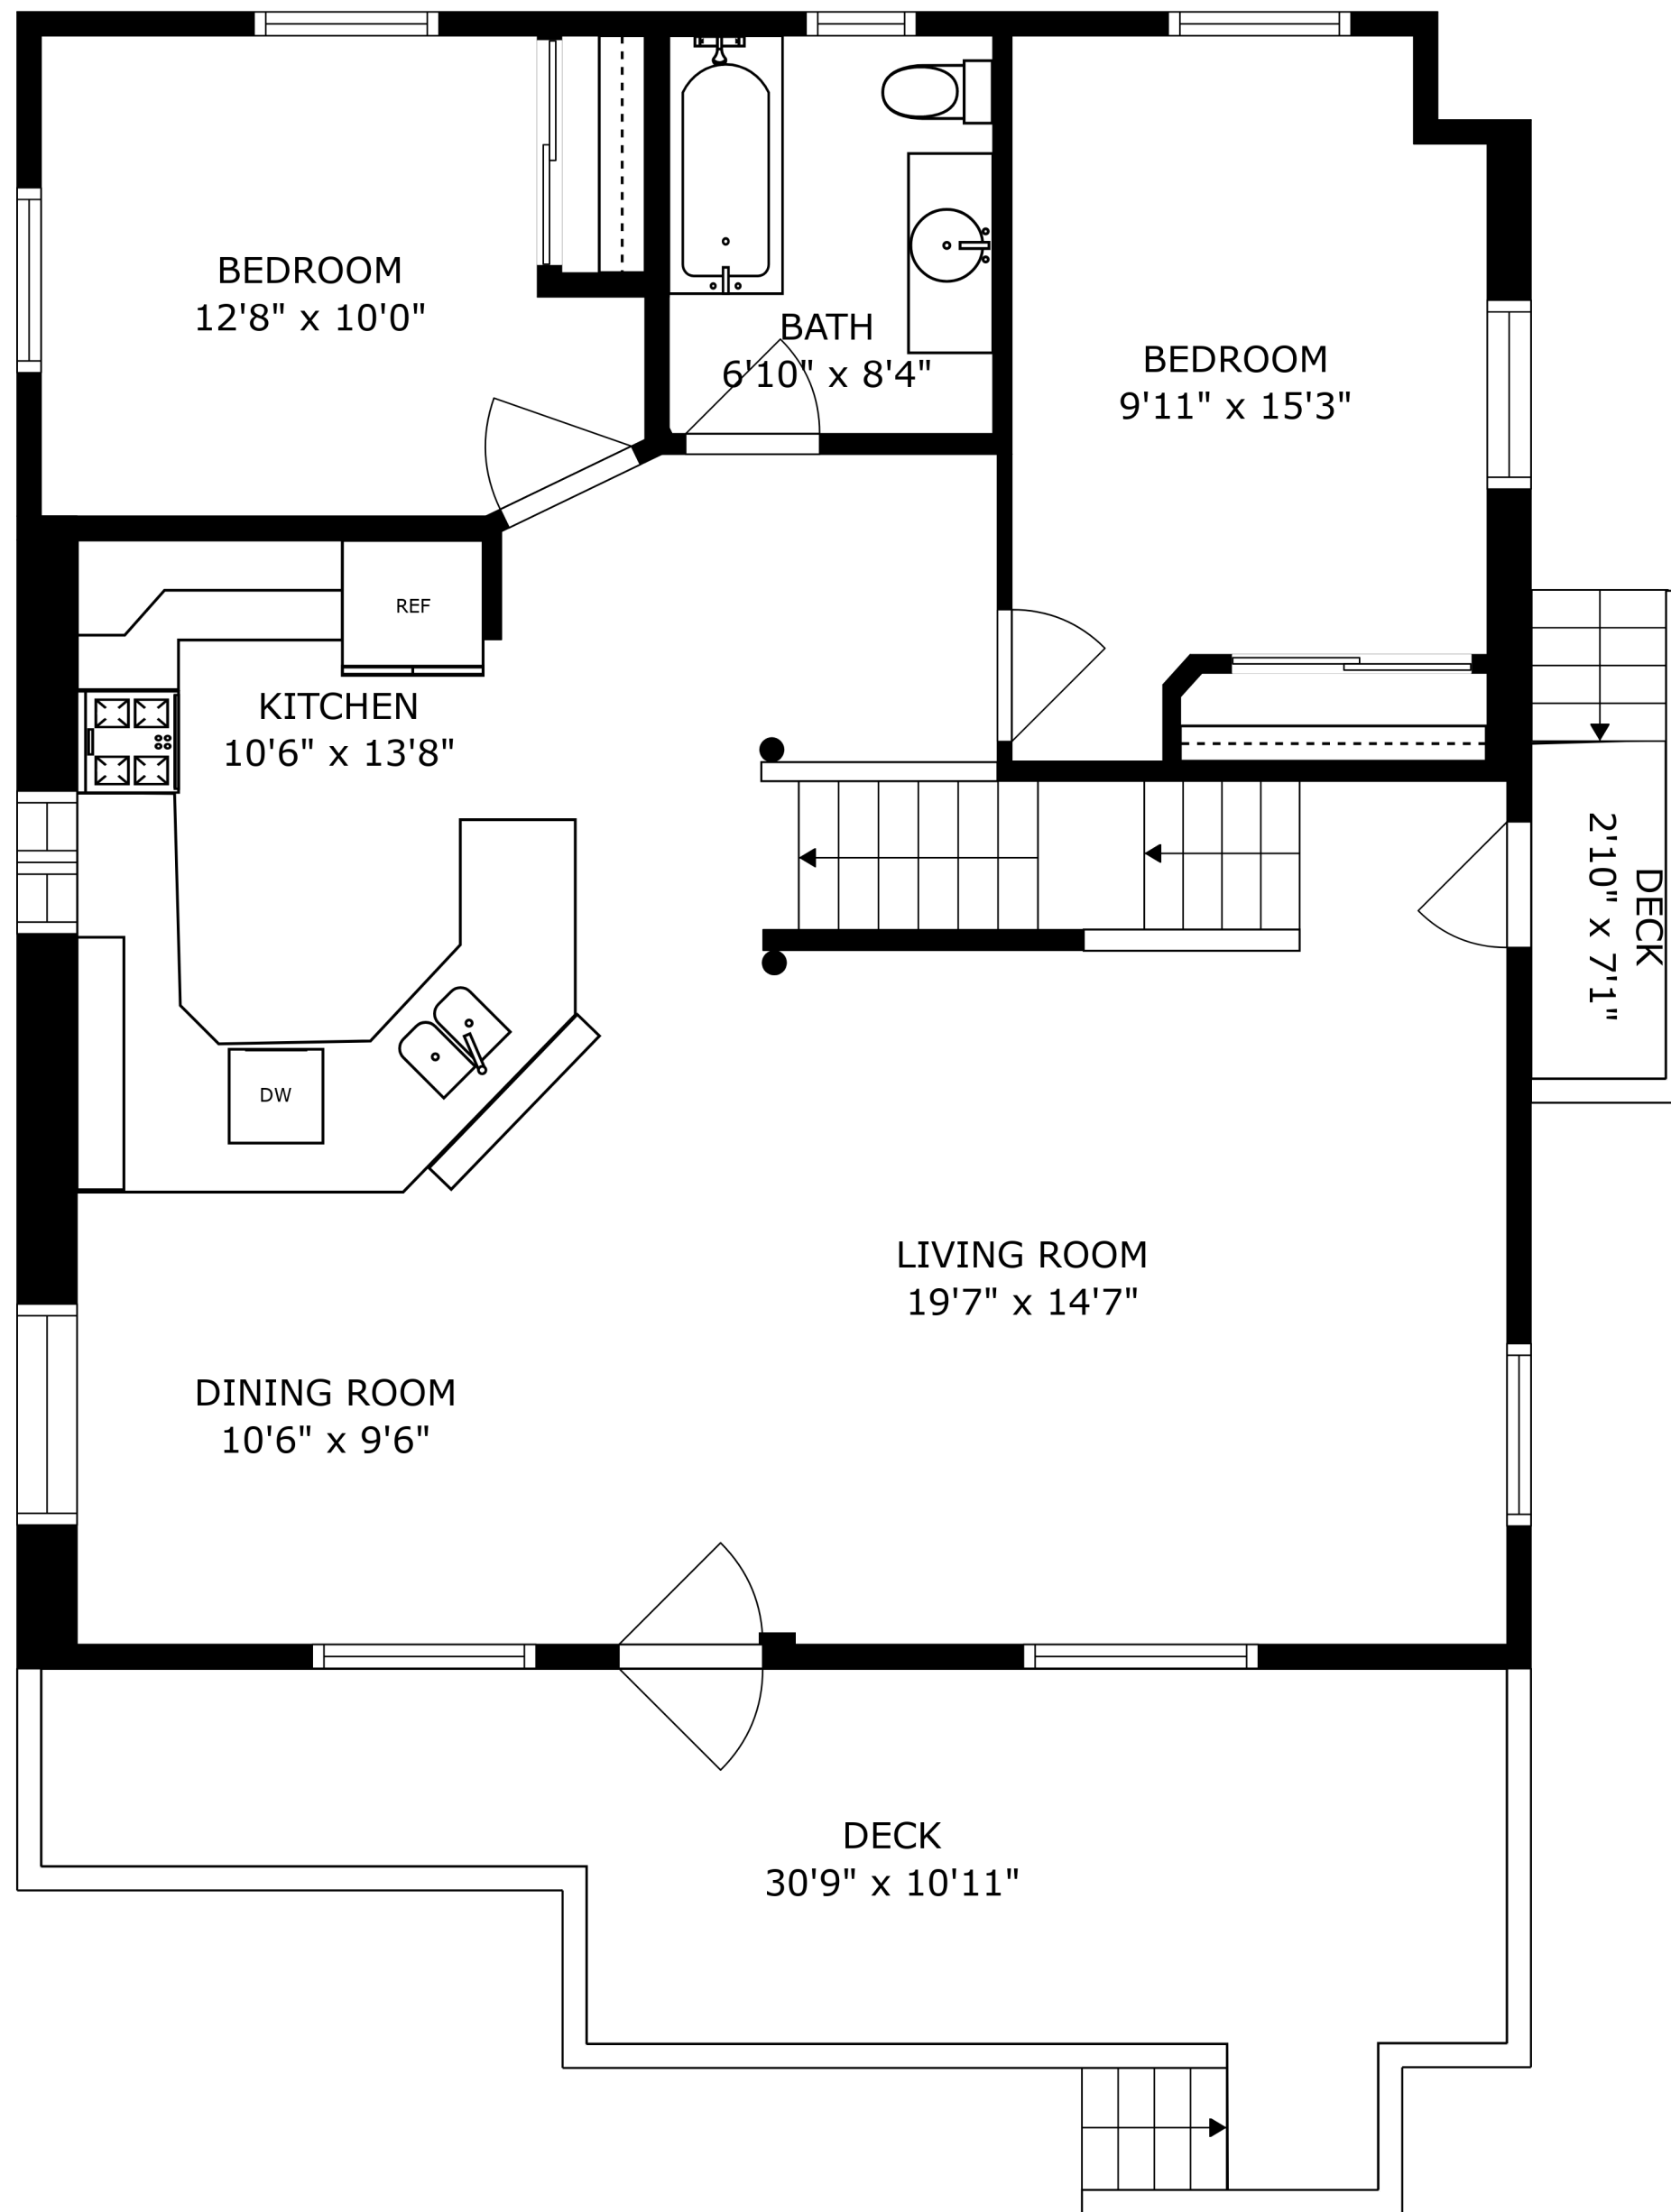 BEDROOM
12'8" x 10'0"
BATH
6'10" x 8'4"
BEDROOM
9'11" x 15'3"
REF
KITCHEN
10'6" x 13'8"
DECK
2'10" x 7'1"
DW
LIVING ROOM
19'7" x 14'7"
DINING ROOM
10'6" x 9'6"
DECK
30'9" x 10'11"